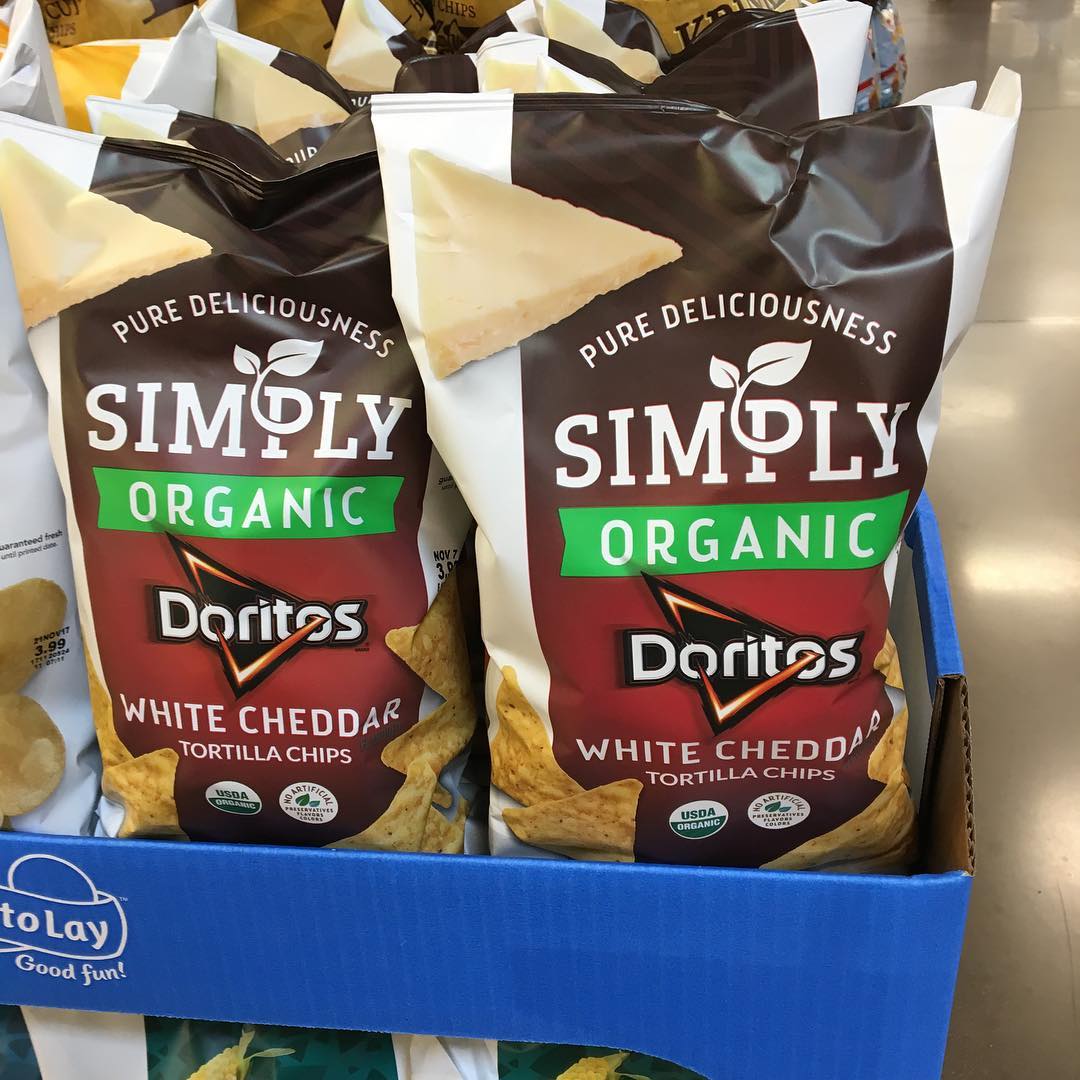 CHIPS
CHIPS
PURE DELICIOUSNESS
SIMPLY
ORGANIC
Doritos
WHITE CHEDDAR
TORTILLA CHIPS
USDA
ORGANIC
NO ARTIFICIAL
PRESERVATIVES
FLAVORS
COLORS
NOV 7
PURE DELICIOUSNESS
SIMPLY
ORGANIC
Doritos
WHITE CHEDDAR
TORTILLA CHIPS
USDA
ORGANIC
NO ARTIFICIAL
PRESERVATIVES
FLAVORS
COLORS
uaranteed fresh
until printed date.
21NOV17
3.99
to Lay
Good fun!